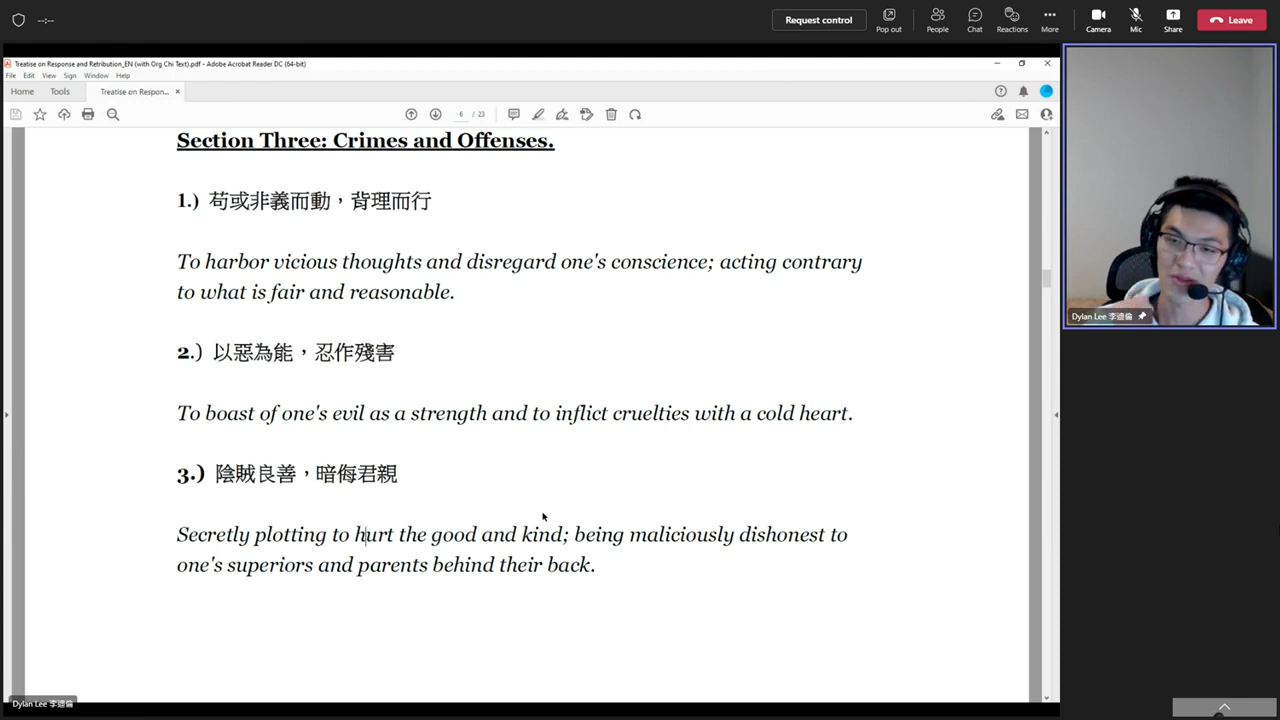 --:--
Request control
Pop out
People
Chat
Reactions
More
Camera
Mic
Share
Leave
Treatise on Response and Retribution_EN (with Org Chi Text).pdf - Adobe Acrobat Reader DC (64-bit)
File Edit View Sign Window Help
Home Tools Treatise on Respon... ×
6 / 23
Section Three: Crimes and Offenses.
1.) 苟或非義而動，背理而行
To harbor vicious thoughts and disregard one's conscience; acting contrary
to what is fair and reasonable.
2.) 以惡為能，忍作殘害
To boast of one's evil as a strength and to inflict cruelties with a cold heart.
3.) 陰賊良善，暗侮君親
Secretly plotting to hurt the good and kind; being maliciously dishonest to
one's superiors and parents behind their back.
Dylan Lee 李迪倫
Dylan Lee 李迪倫